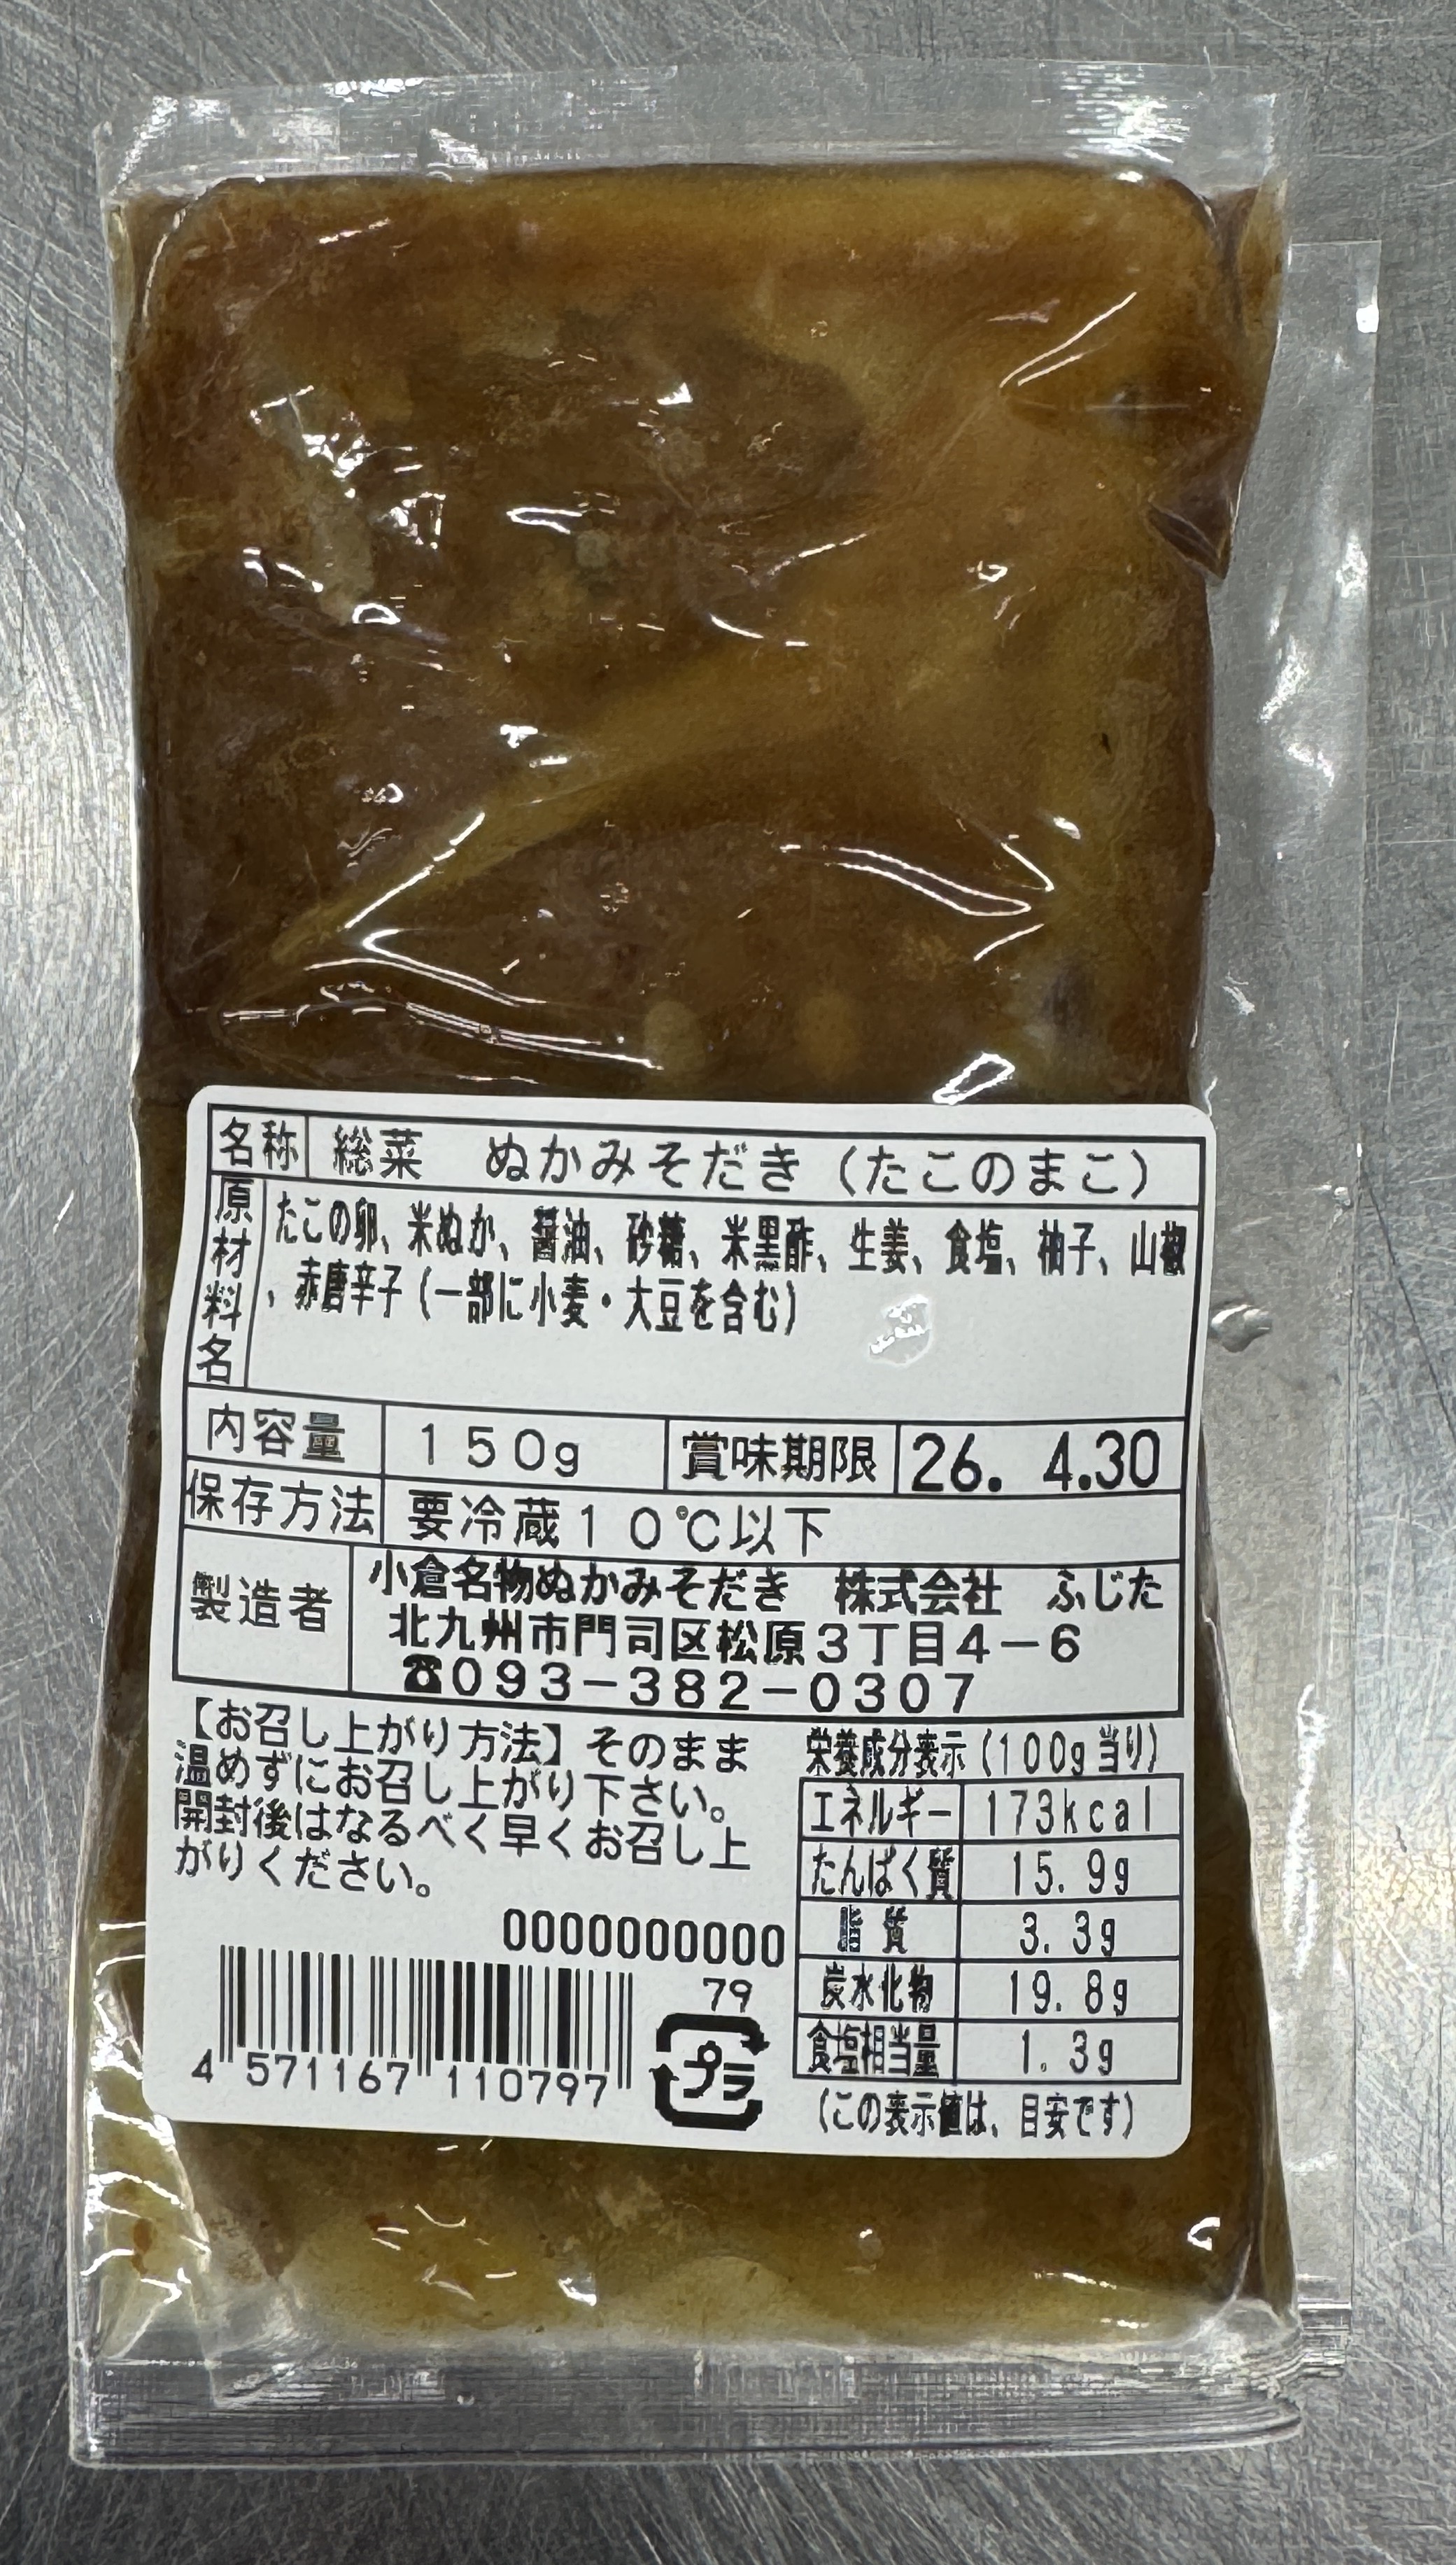 名称 総菜　ぬかみそだき（たこのまこ）
原材料名 たこの卵、米ぬか、醤油、砂糖、米黒酢、生姜、食塩、柚子、山椒
、赤唐辛子（一部に小麦・大豆を含む）
内容量 １５０g 賞味期限 26. 4.30
保存方法 要冷蔵１０℃以下
製造者 小倉名物ぬかみそだき　株式会社　ふじた
北九州市門司区松原３丁目４－６
☎０９３－３８２－０３０７
【お召し上がり方法】そのまま
温めずにお召し上がり下さい。
開封後はなるべく早くお召し上
がりください。
栄養成分表示（100g当り）
エネルギー 173kcal
たんぱく質 15.9g
脂質 3.3g
炭水化物 19.8g
食塩相当量 1.3g
（この表示値は、目安です）
0000000000
79
プラ
4 571167 110797